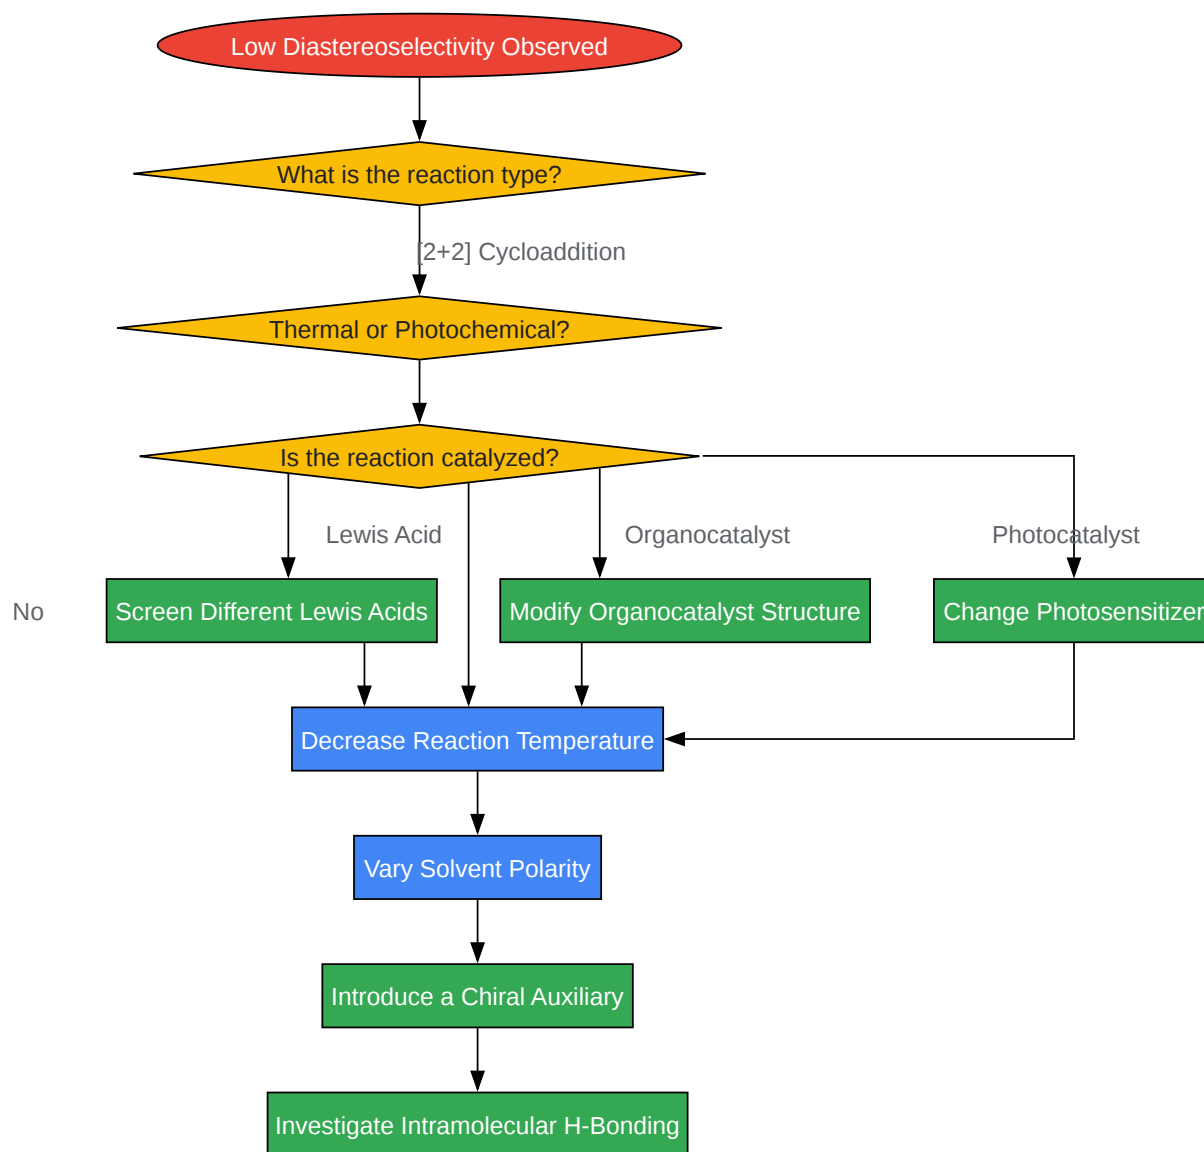 Low Diastereoselectivity Observed
What is the reaction type?
[2+2] Cycloaddition
Thermal or Photochemical?
Is the reaction catalyzed?
Lewis Acid
Organocatalyst
Photocatalyst
No
Screen Different Lewis Acids
Modify Organocatalyst Structure
Change Photosensitizer
Decrease Reaction Temperature
Vary Solvent Polarity
Introduce a Chiral Auxiliary
Investigate Intramolecular H-Bonding